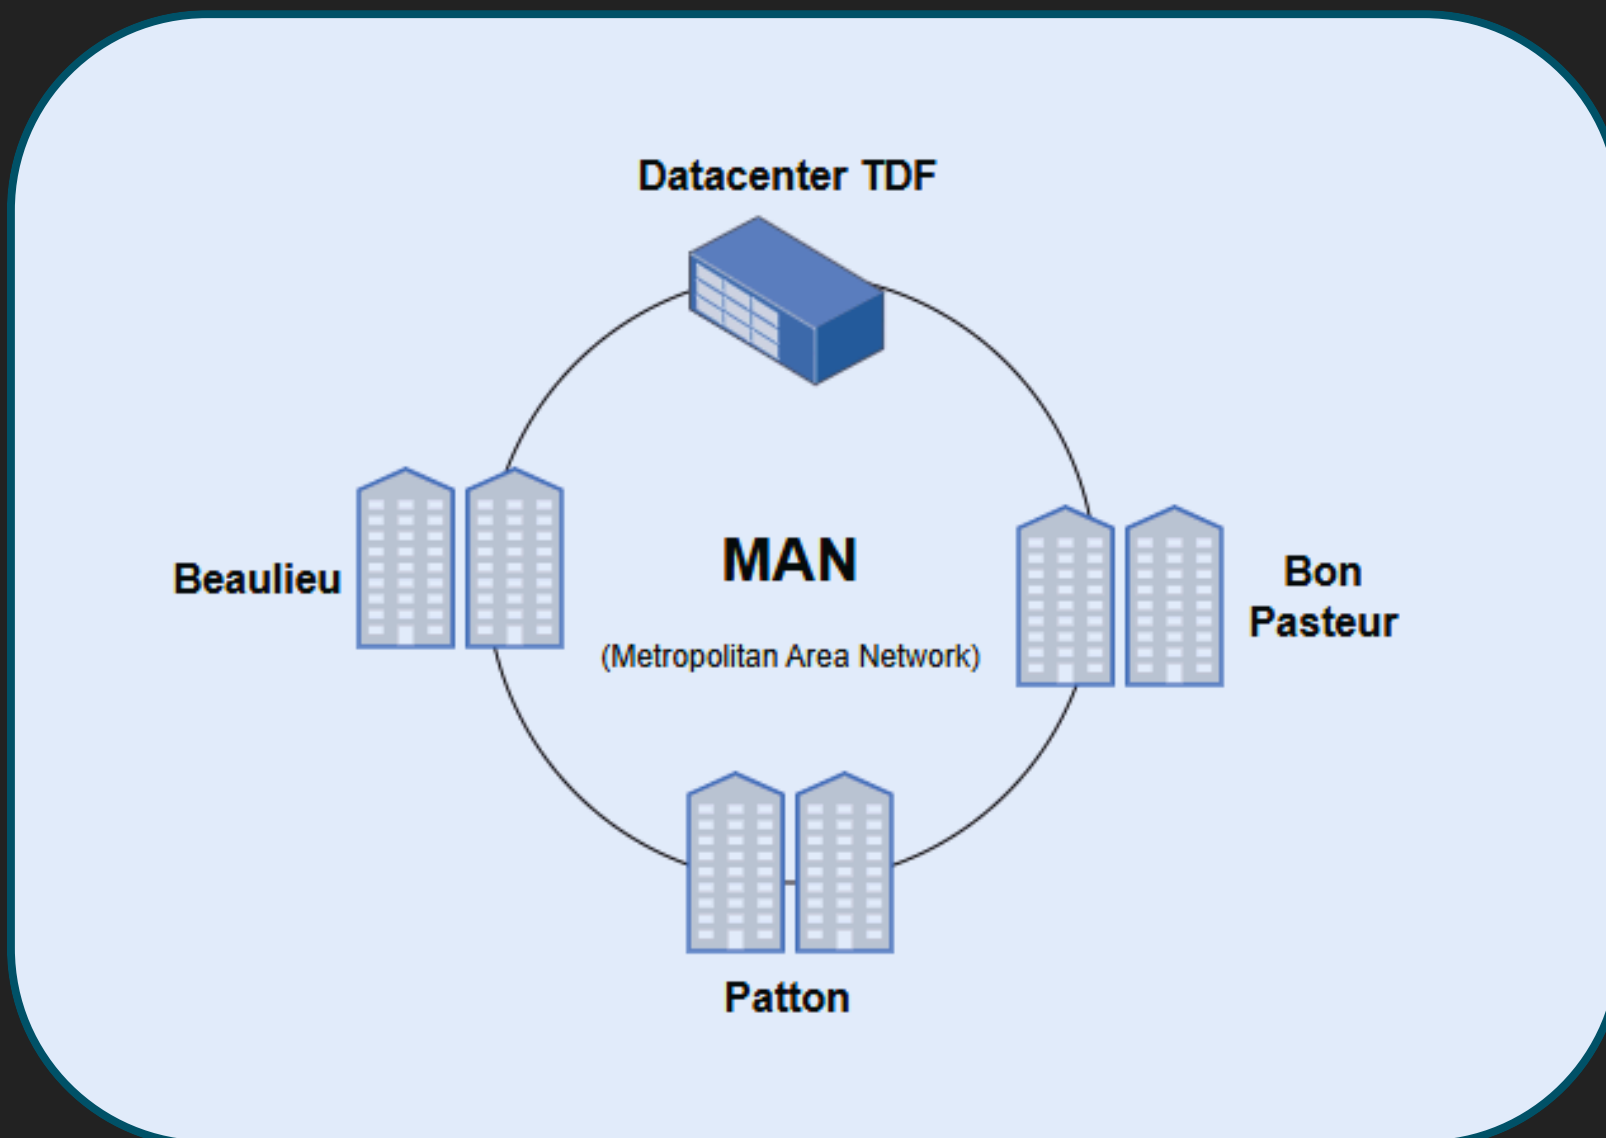 Datacenter TDF
Beaulieu
MAN
(Metropolitan Area Network)
Bon
Pasteur
Patton